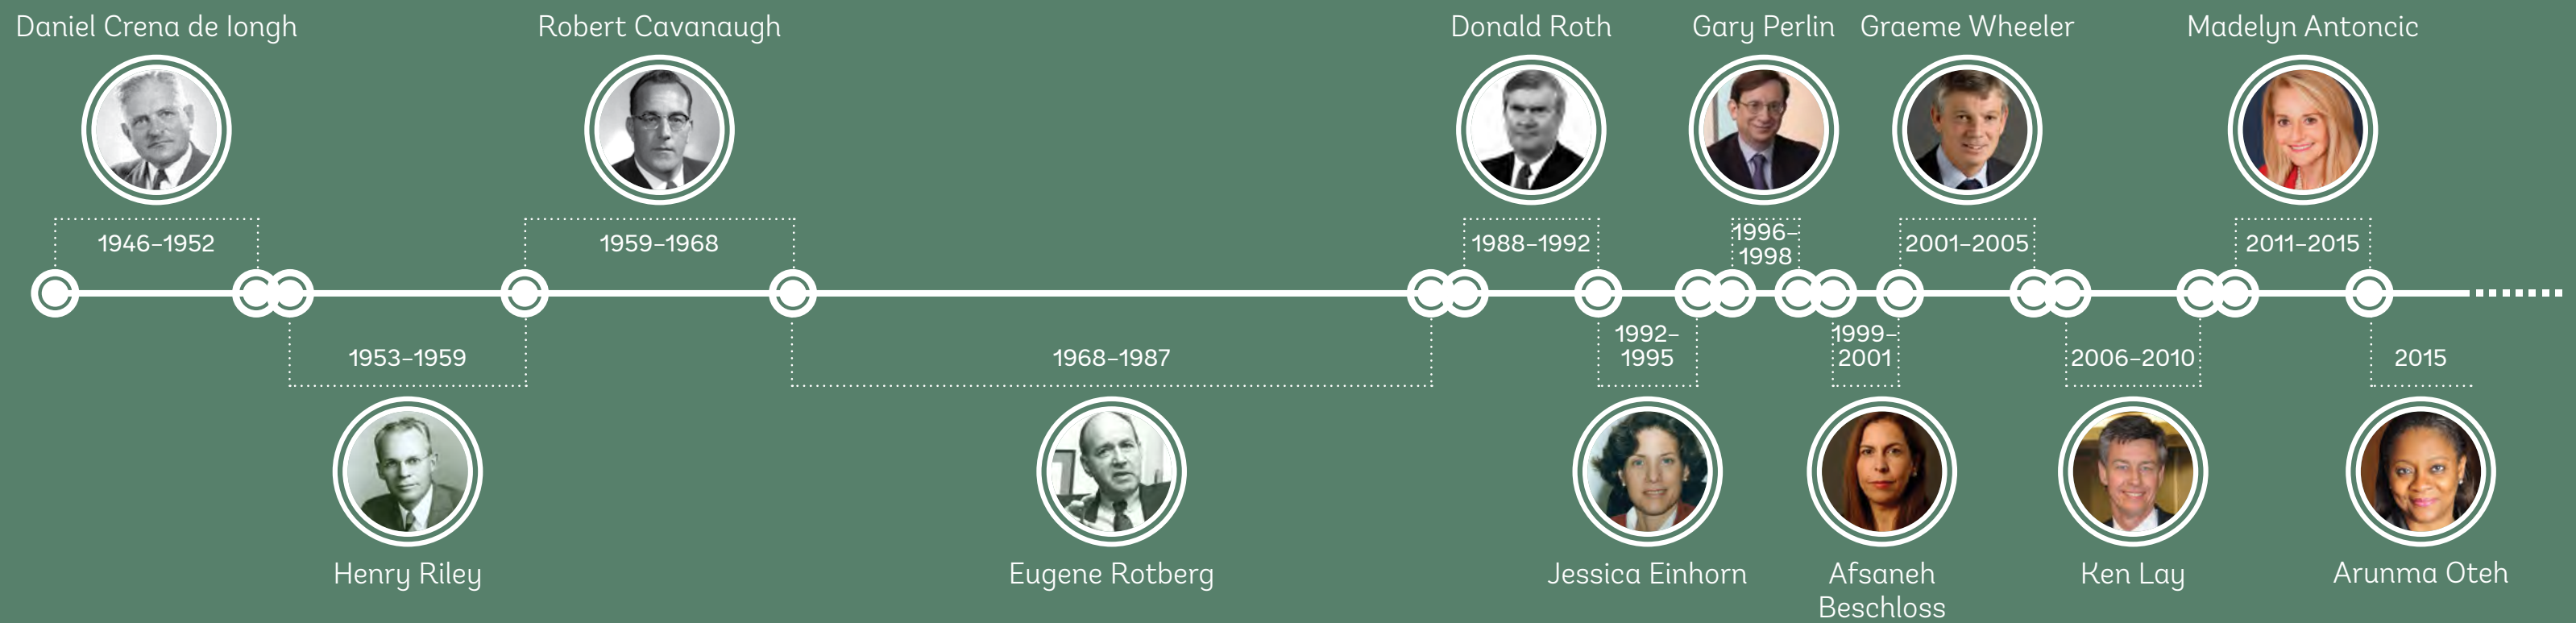 Daniel Crena de Iongh
Robert Cavanaugh
Donald Roth
Gary Perlin
Graeme Wheeler
Madelyn Antoncic
1946–1952
1959–1968
1988–1992
1996–
1998
2001–2005
2011–2015
1953–1959
1968–1987
1992–
1995
1999–
2001
2006–2010
2015
Henry Riley
Eugene Rotberg
Jessica Einhorn
Afsaneh
Beschloss
Ken Lay
Arunma Oteh